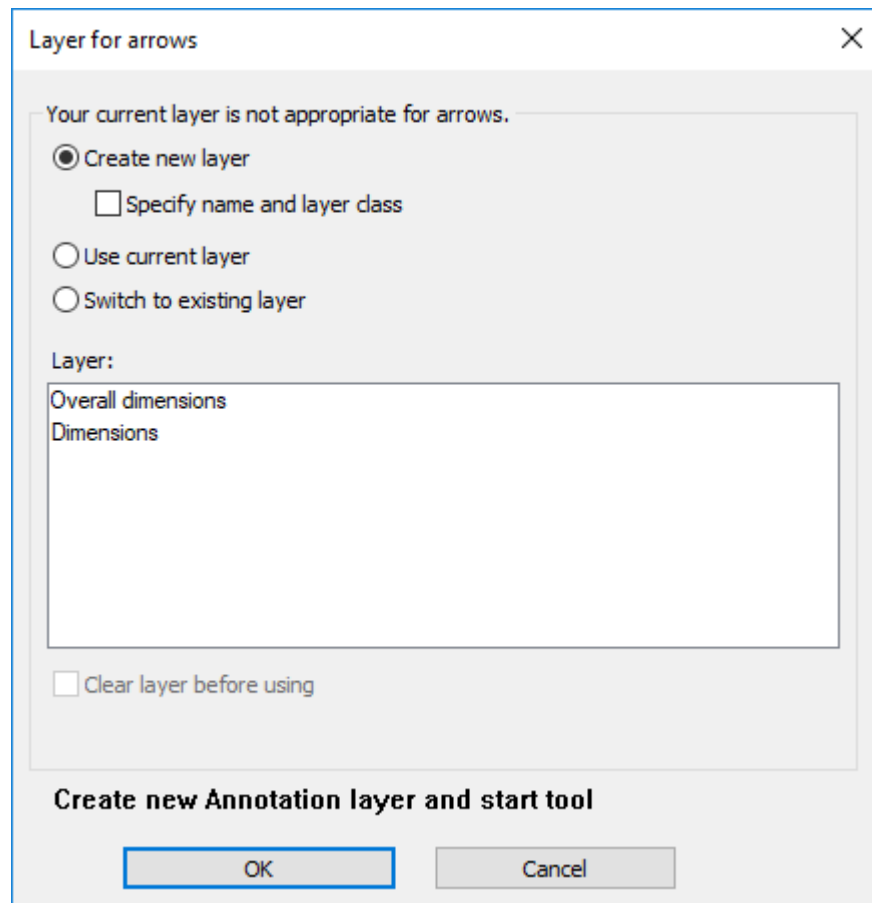 Layer for arrows
Your current layer is not appropriate for arrows.
Create new layer
Specify name and layer class
Use current layer
Switch to existing layer
Layer:
Overall dimensions
Dimensions
Clear layer before using
Create new Annotation layer and start tool
OK Cancel